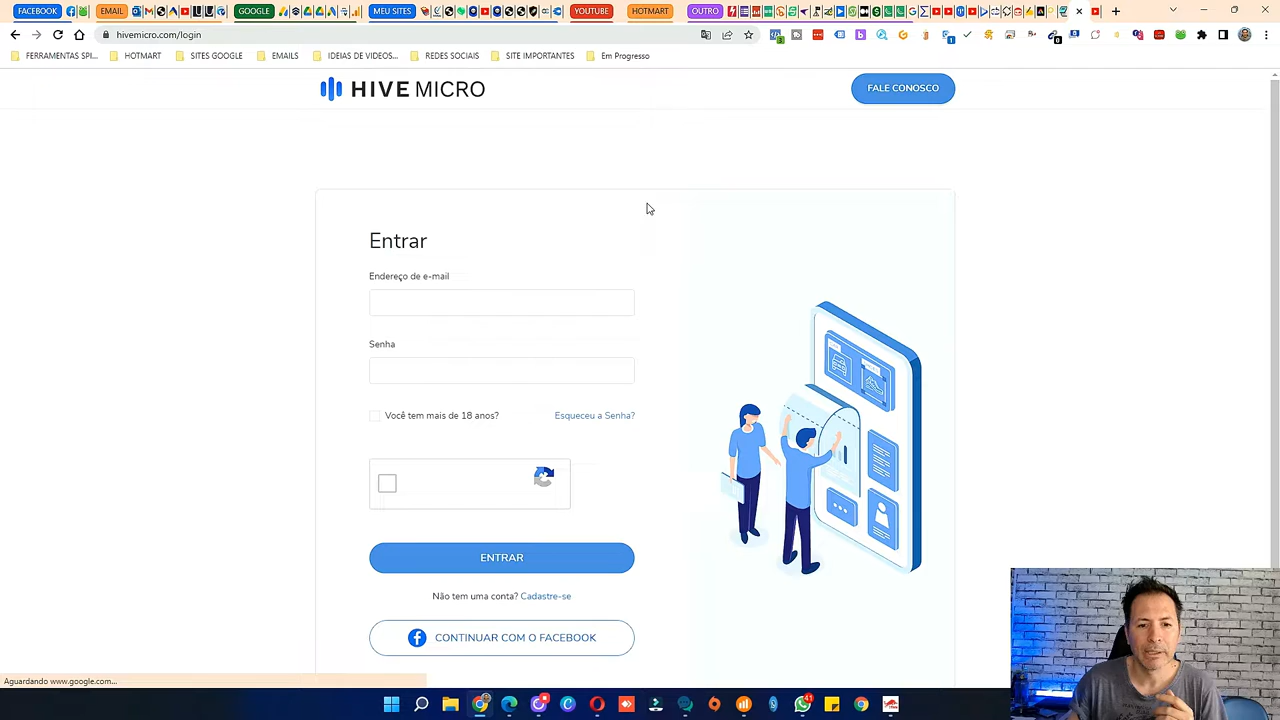 FACEBOOK
EMAIL
GOOGLE
MEU SITES
YOUTUBE
HOTMART
OUTRO
hivemicro.com/login
FERRAMENTAS SPI...
HOTMART
SITES GOOGLE
EMAILS
IDEIAS DE VIDEOS...
REDES SOCIAIS
SITE IMPORTANTES
Em Progresso
HIVE MICRO
FALE CONOSCO
Entrar
Endereço de e-mail
Senha
Você tem mais de 18 anos?
Esqueceu a Senha?
ENTRAR
Não tem uma conta? Cadastre-se
CONTINUAR COM O FACEBOOK
Aguardando www.google.com...
41